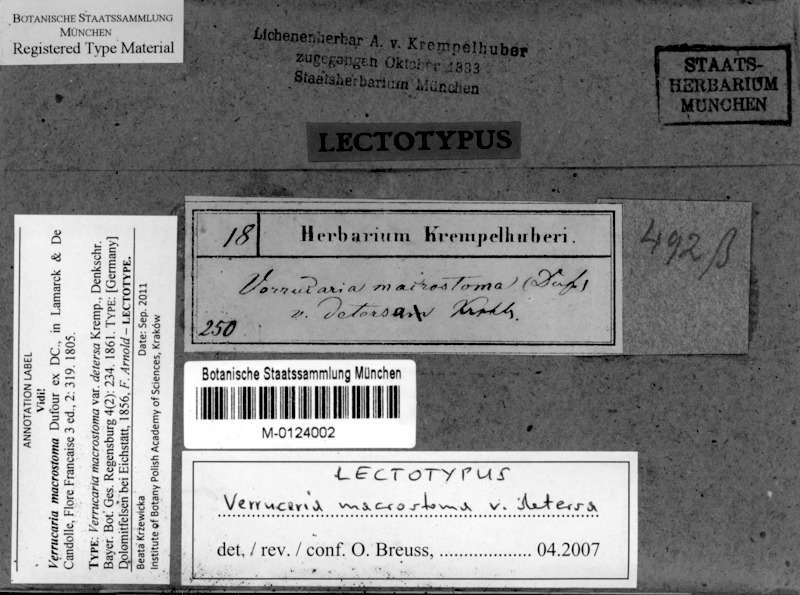 BOTANISCHE STAATSSAMMLUNG
MÜNCHEN
Registered Type Material
Lichenenherbar A. v. Krempelhuber
zugegangen Oktober 1883
Staatsherbarium München
STAATS-
HERBARIUM
MÜNCHEN
LECTOTYPUS
18
Herbarium Krempelhuberi.
Verrucaria macrostoma (Duf)
v. detersa
250
492 β
Botanische Staatssammlung München
M-0124002
LECTOTYPUS
Verrucaria macrostoma v. detersa
det. / rev. / conf. O. Breuss, .................... 04.2007
ANNOTATION LABEL
Vidi!
Verrucaria macrostoma Dufour ex DC., in Lamarck & De
Candolle, Flore Francaise 3 ed., 2: 319. 1805.
TYPE: Verrucaria macrostoma var. detersa Kremp., Denkschr.
Bayer. Bot. Ges. Regensburg 4(2): 234. 1861. TYPE: [Germany]
Dolomitfelsen bei Eichstätt, 1856, F. Arnold – LECTOTYPE.
Beata Krzewicka Date: Sep. 2011
Institute of Botany Polish Academy of Sciences, Kraków